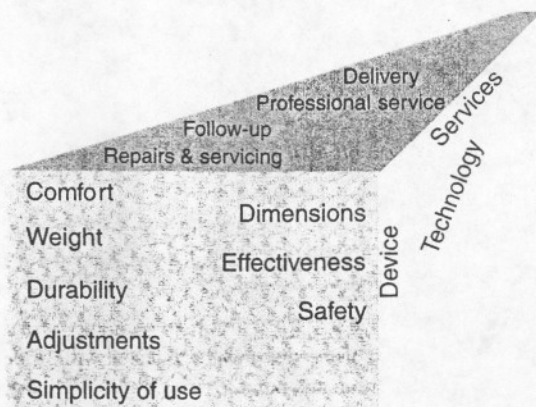 Delivery
Professional service
Follow-up
Repairs & servicing
Services
Technology
Comfort
Dimensions
Weight
Effectiveness
Device
Durability
Safety
Adjustments
Simplicity of use